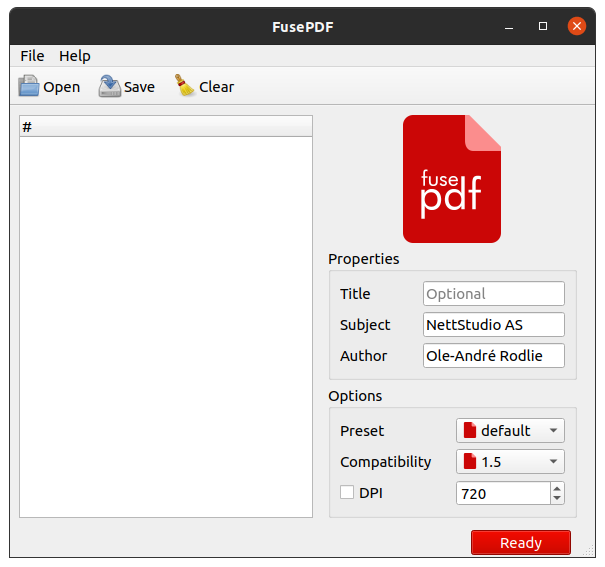 FusePDF
File Help
Open Save Clear
#
fuse
pdf
Properties
Title Optional
Subject NettStudio AS
Author Ole-André Rodlie
Options
Preset default
Compatibility 1.5
DPI 720
Ready